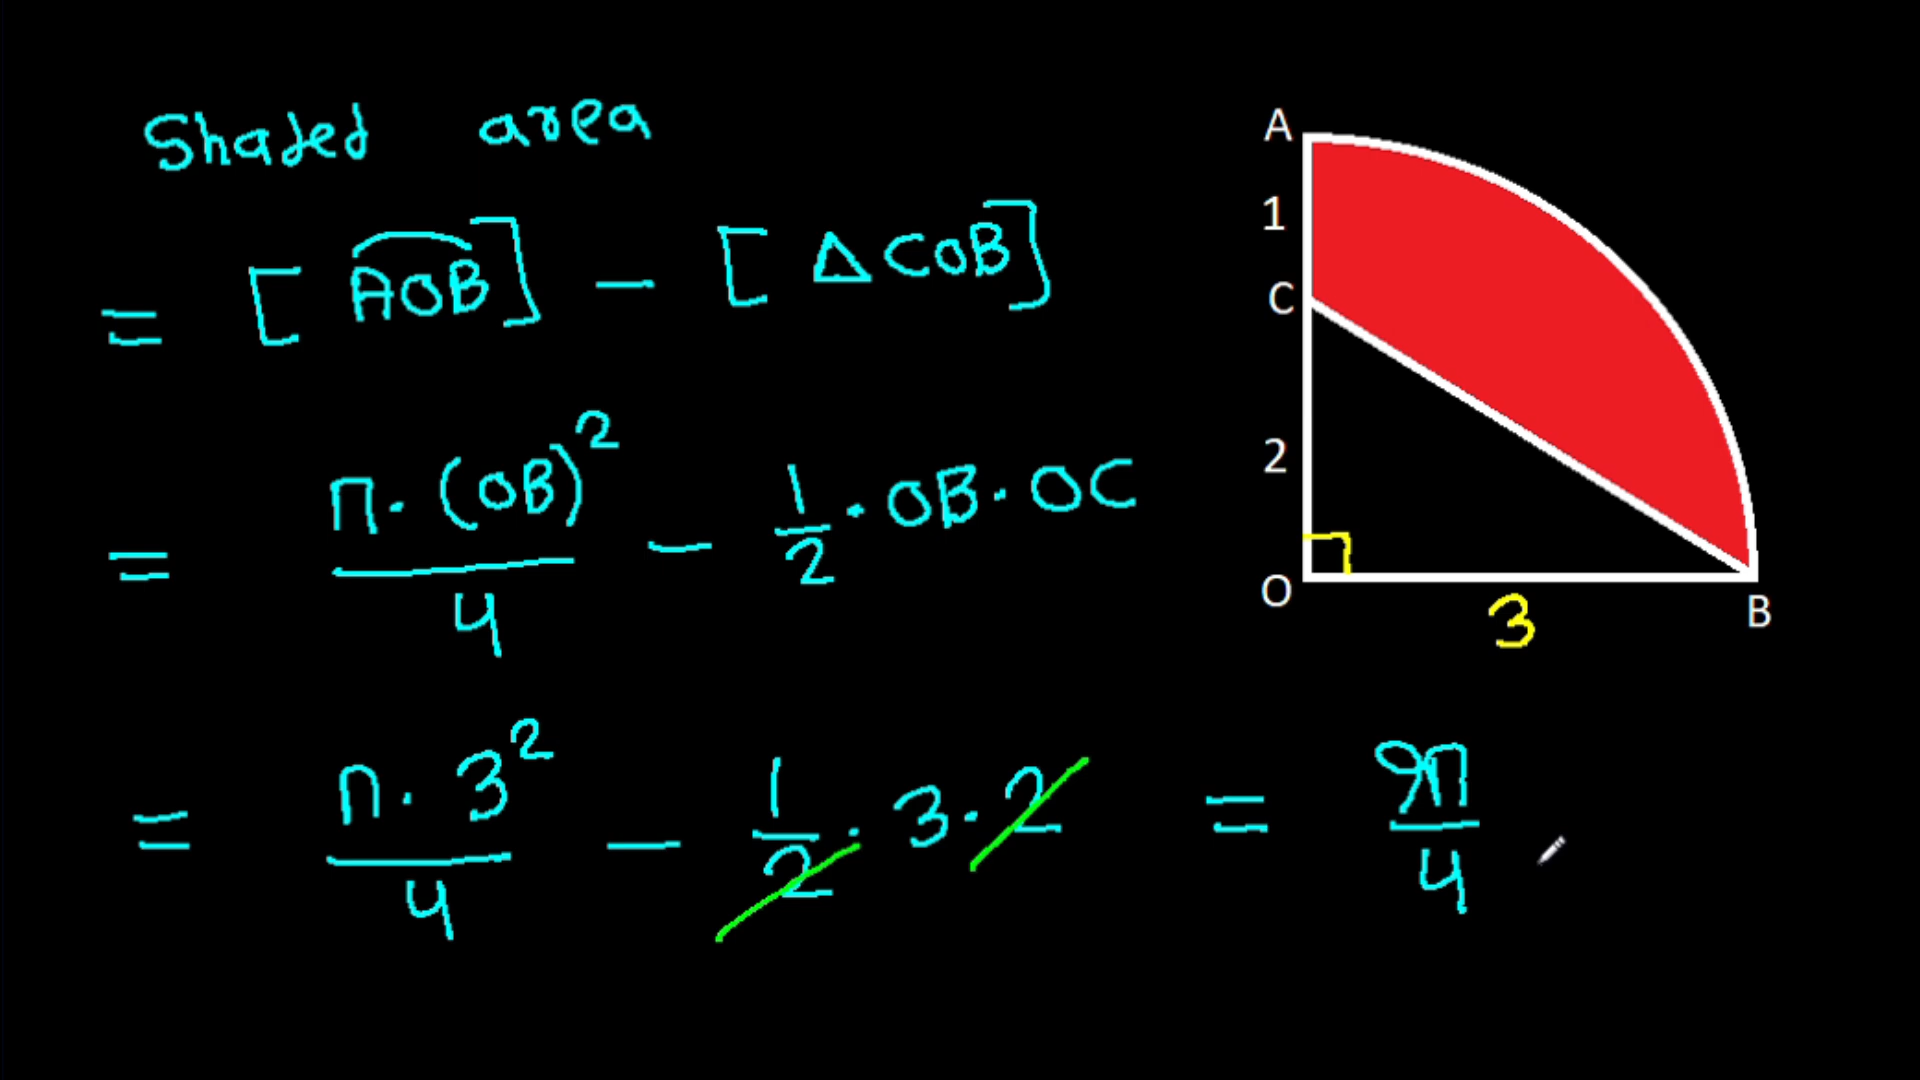 Shaded area
= [AOB] - [ΔCOB]
= π·(OB)²/4 - 1/2·OB·OC
= π·3²/4 - 1/2·3·2 = 9π/4
A
1
C
2
O
3
B